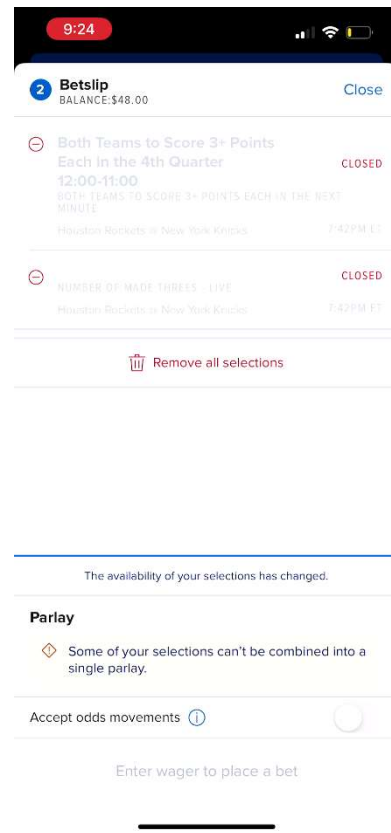 9:24
2
Betslip
Close
BALANCE:$48.00
Both Teams to Score 3+ Points
Each in the 4th Quarter
12:00-11:00
CLOSED
BOTH TEAMS TO SCORE 3+ POINTS EACH IN THE NEXT
MINUTE
Houston Rockets @ New York Knicks
7:42PM ET
CLOSED
NUMBER OF MADE THREES - LIVE
Houston Rockets @ New York Knicks
7:42PM ET
Remove all selections
The availability of your selections has changed.
Parlay
Some of your selections can't be combined into a
single parlay.
Accept odds movements
Enter wager to place a bet